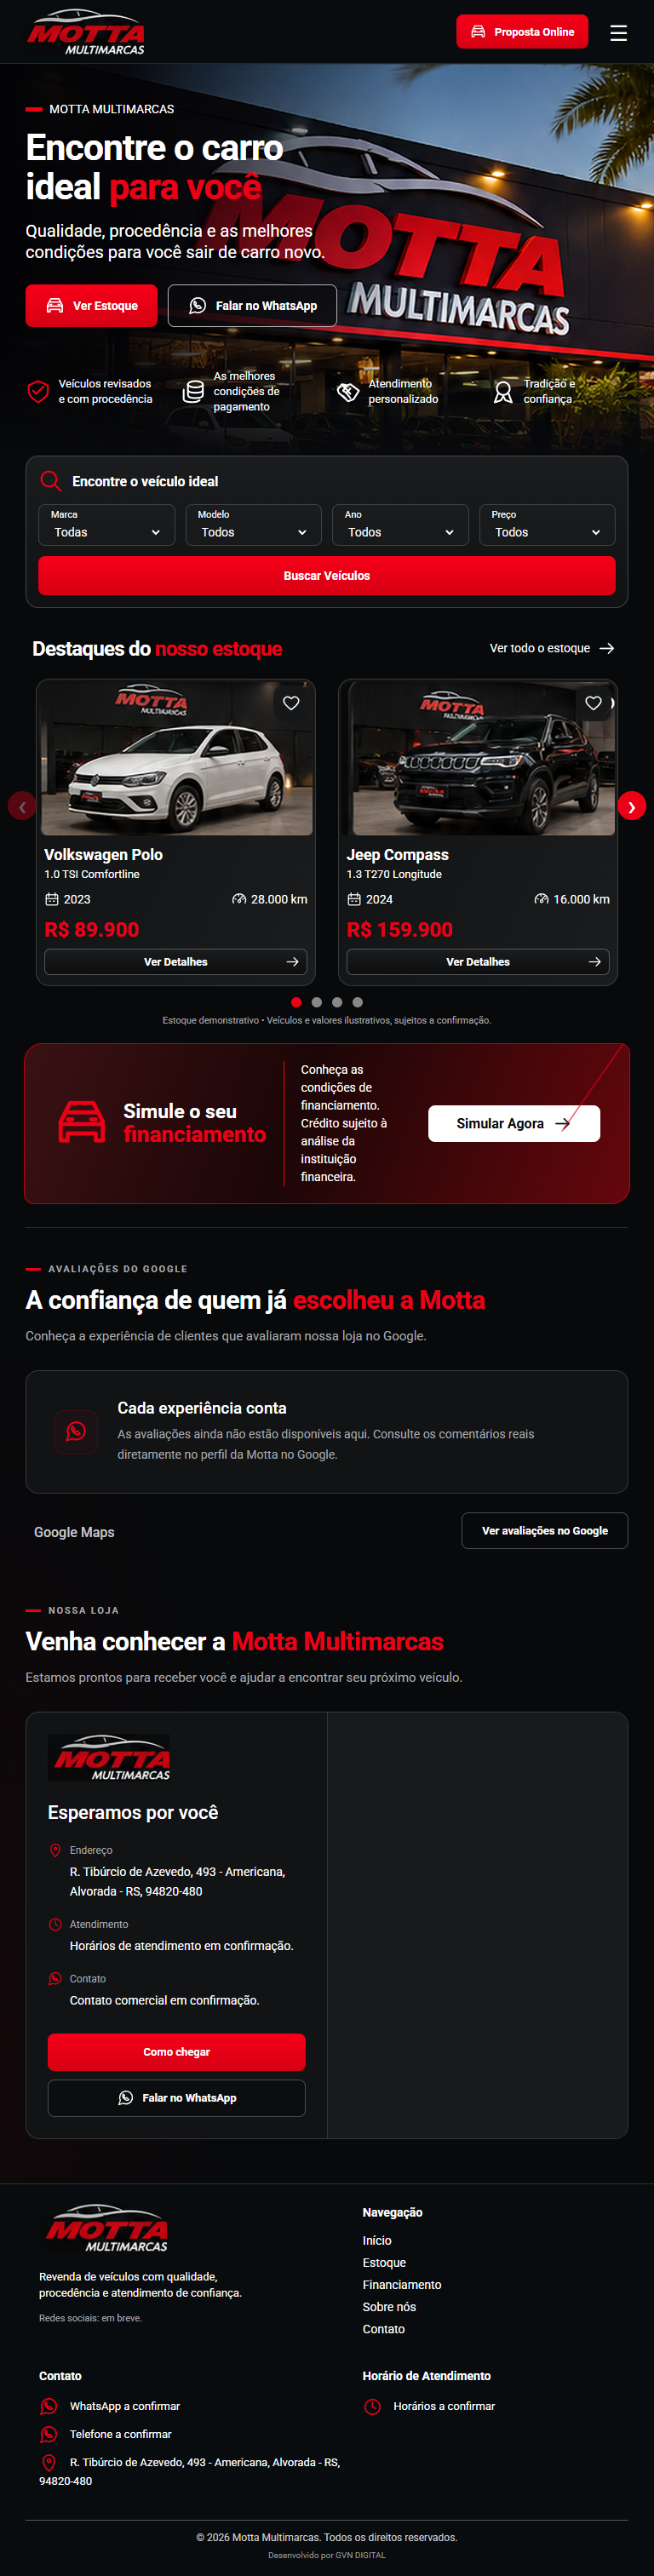 MOTTA
MULTIMARCAS
Proposta Online
MOTTA MULTIMARCAS
Encontre o carro
ideal para você
Qualidade, procedência e as melhores
condições para você sair de carro novo.
MOTTA
MULTIMARCAS
Ver Estoque
Falar no WhatsApp
Veículos revisados
e com procedência
As melhores
condições de
pagamento
Atendimento
personalizado
Tradição e
confiança
Encontre o veículo ideal
Marca
Todas
Modelo
Todos
Ano
Todos
Preço
Todos
Buscar Veículos
Destaques do nosso estoque
Ver todo o estoque
MOTTA
MULTIMARCAS
MOTTA
MULTIMARCAS
Volkswagen Polo
1.0 TSI Comfortline
2023
28.000 km
R$ 89.900
Ver Detalhes
Jeep Compass
1.3 T270 Longitude
2024
16.000 km
R$ 159.900
Ver Detalhes
Estoque demonstrativo • Veículos e valores ilustrativos, sujeitos a confirmação.
Simule o seu
financiamento
Conheça as
condições de
financiamento.
Crédito sujeito à
análise da
instituição
financeira.
Simular Agora
AVALIAÇÕES DO GOOGLE
A confiança de quem já escolheu a Motta
Conheça a experiência de clientes que avaliaram nossa loja no Google.
Cada experiência conta
As avaliações ainda não estão disponíveis aqui. Consulte os comentários reais
diretamente no perfil da Motta no Google.
Google Maps
Ver avaliações no Google
NOSSA LOJA
Venha conhecer a Motta Multimarcas
Estamos prontos para receber você e ajudar a encontrar seu próximo veículo.
MOTTA
MULTIMARCAS
Esperamos por você
Endereço
R. Tibúrcio de Azevedo, 493 - Americana,
Alvorada - RS, 94820-480
Atendimento
Horários de atendimento em confirmação.
Contato
Contato comercial em confirmação.
Como chegar
Falar no WhatsApp
MOTTA
MULTIMARCAS
Revenda de veículos com qualidade,
procedência e atendimento de confiança.
Redes sociais: em breve.
Navegação
Início
Estoque
Financiamento
Sobre nós
Contato
Contato
WhatsApp a confirmar
Telefone a confirmar
R. Tibúrcio de Azevedo, 493 - Americana, Alvorada - RS,
94820-480
Horário de Atendimento
Horários a confirmar
© 2026 Motta Multimarcas. Todos os direitos reservados.
Desenvolvido por GVN DIGITAL